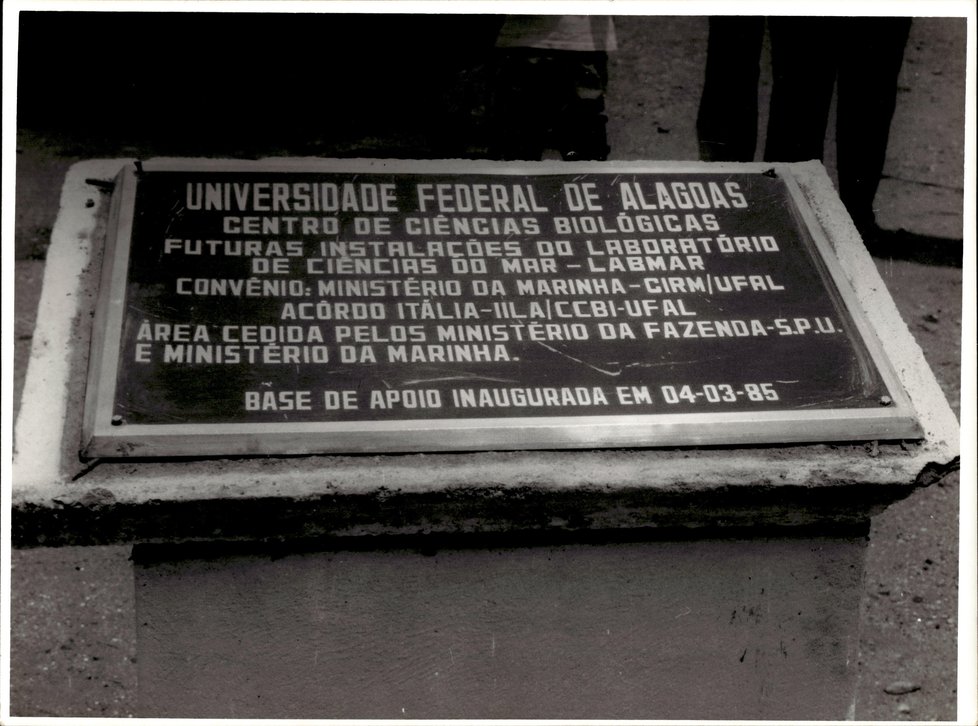 UNIVERSIDADE FEDERAL DE ALAGOAS
CENTRO DE CIÊNCIAS BIOLÓGICAS
FUTURAS INSTALAÇÕES DO LABORATÓRIO
DE CIÊNCIAS DO MAR - LABMAR
CONVÊNIO: MINISTÉRIO DA MARINHA-CIRM/UFAL
ACÔRDO ITÁLIA-IILA/CCBI-UFAL
ÁREA CEDIDA PELOS MINISTÉRIO DA FAZENDA-S.P.U.
E MINISTÉRIO DA MARINHA.
BASE DE APOIO INAUGURADA EM 04-03-85